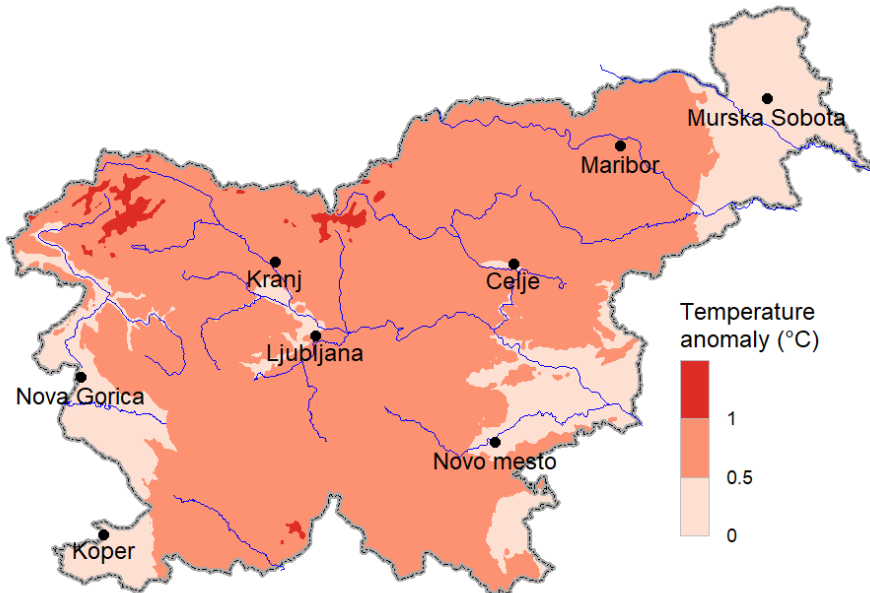 Murska Sobota
Maribor
Kranj
Celje
Ljubljana
Nova Gorica
Novo mesto
Koper
Temperature
anomaly (°C)
1
0.5
0